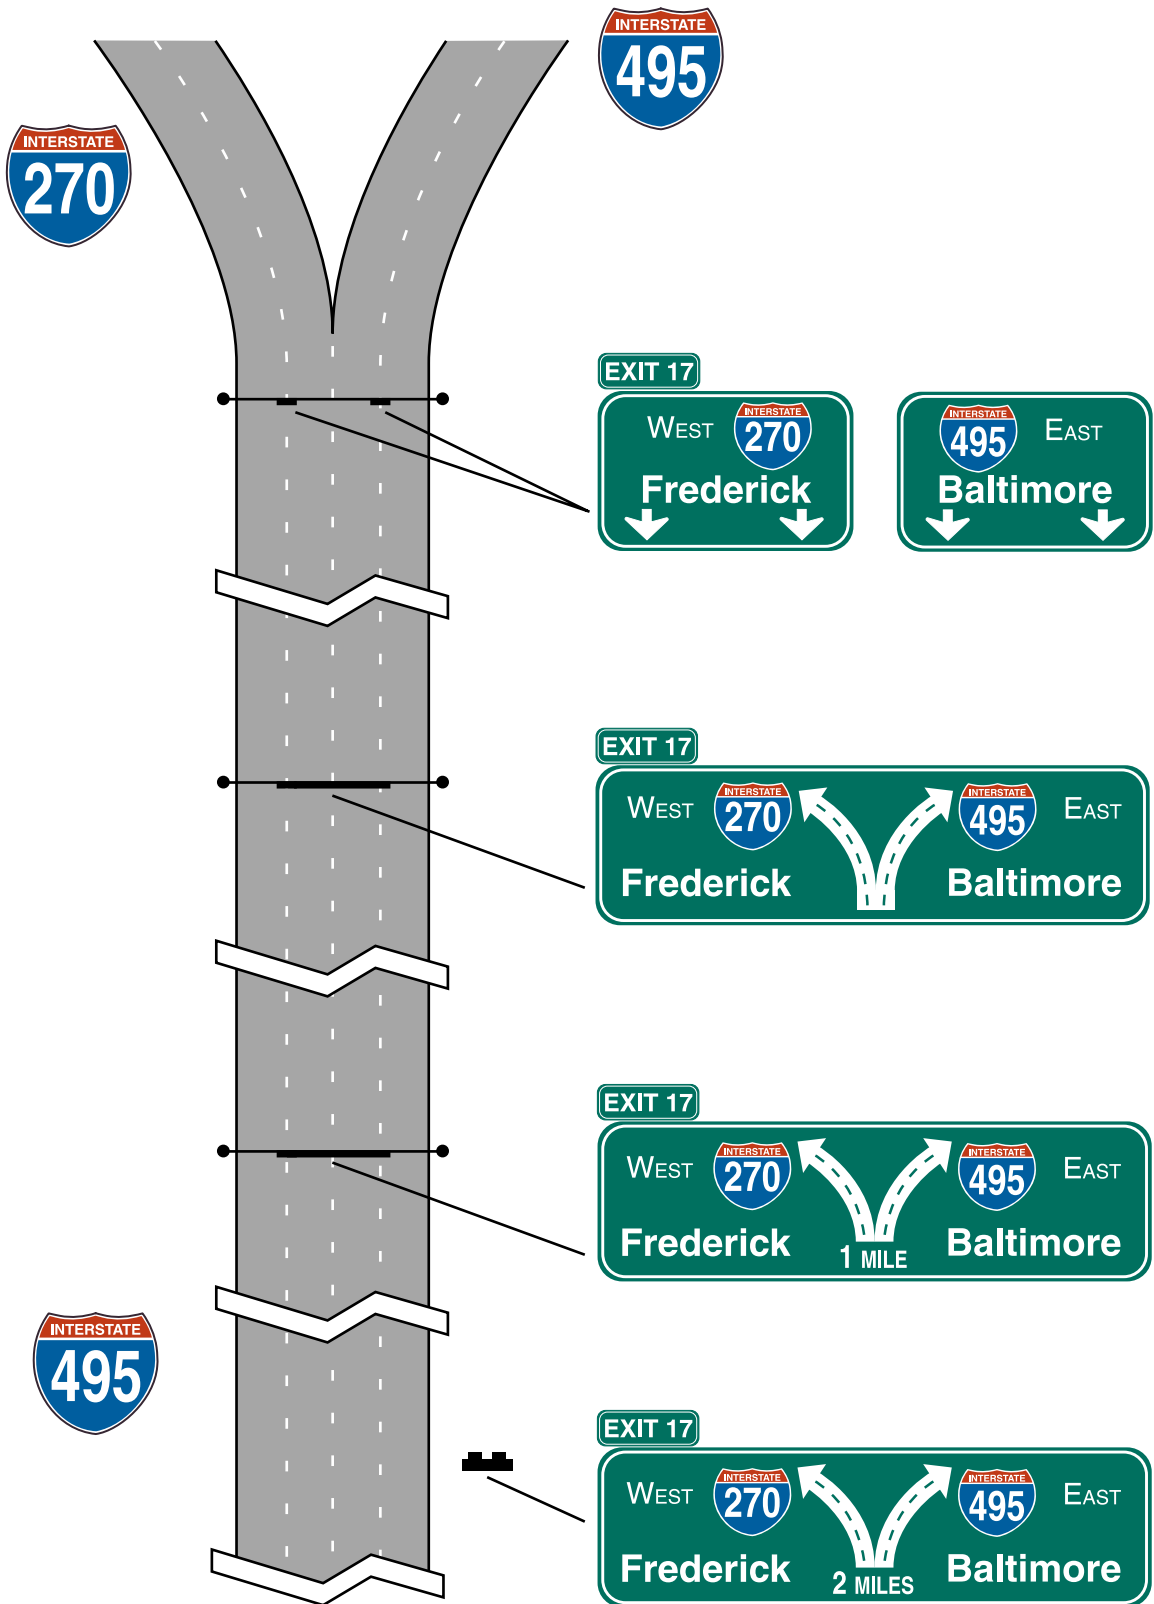 INTERSTATE
495
INTERSTATE
270
EXIT 17
WEST
INTERSTATE
270
Frederick
INTERSTATE
495
EAST
Baltimore
EXIT 17
WEST
INTERSTATE
270
INTERSTATE
495
EAST
Frederick
Baltimore
EXIT 17
WEST
INTERSTATE
270
INTERSTATE
495
EAST
Frederick
1 MILE
Baltimore
INTERSTATE
495
EXIT 17
WEST
INTERSTATE
270
INTERSTATE
495
EAST
Frederick
2 MILES
Baltimore